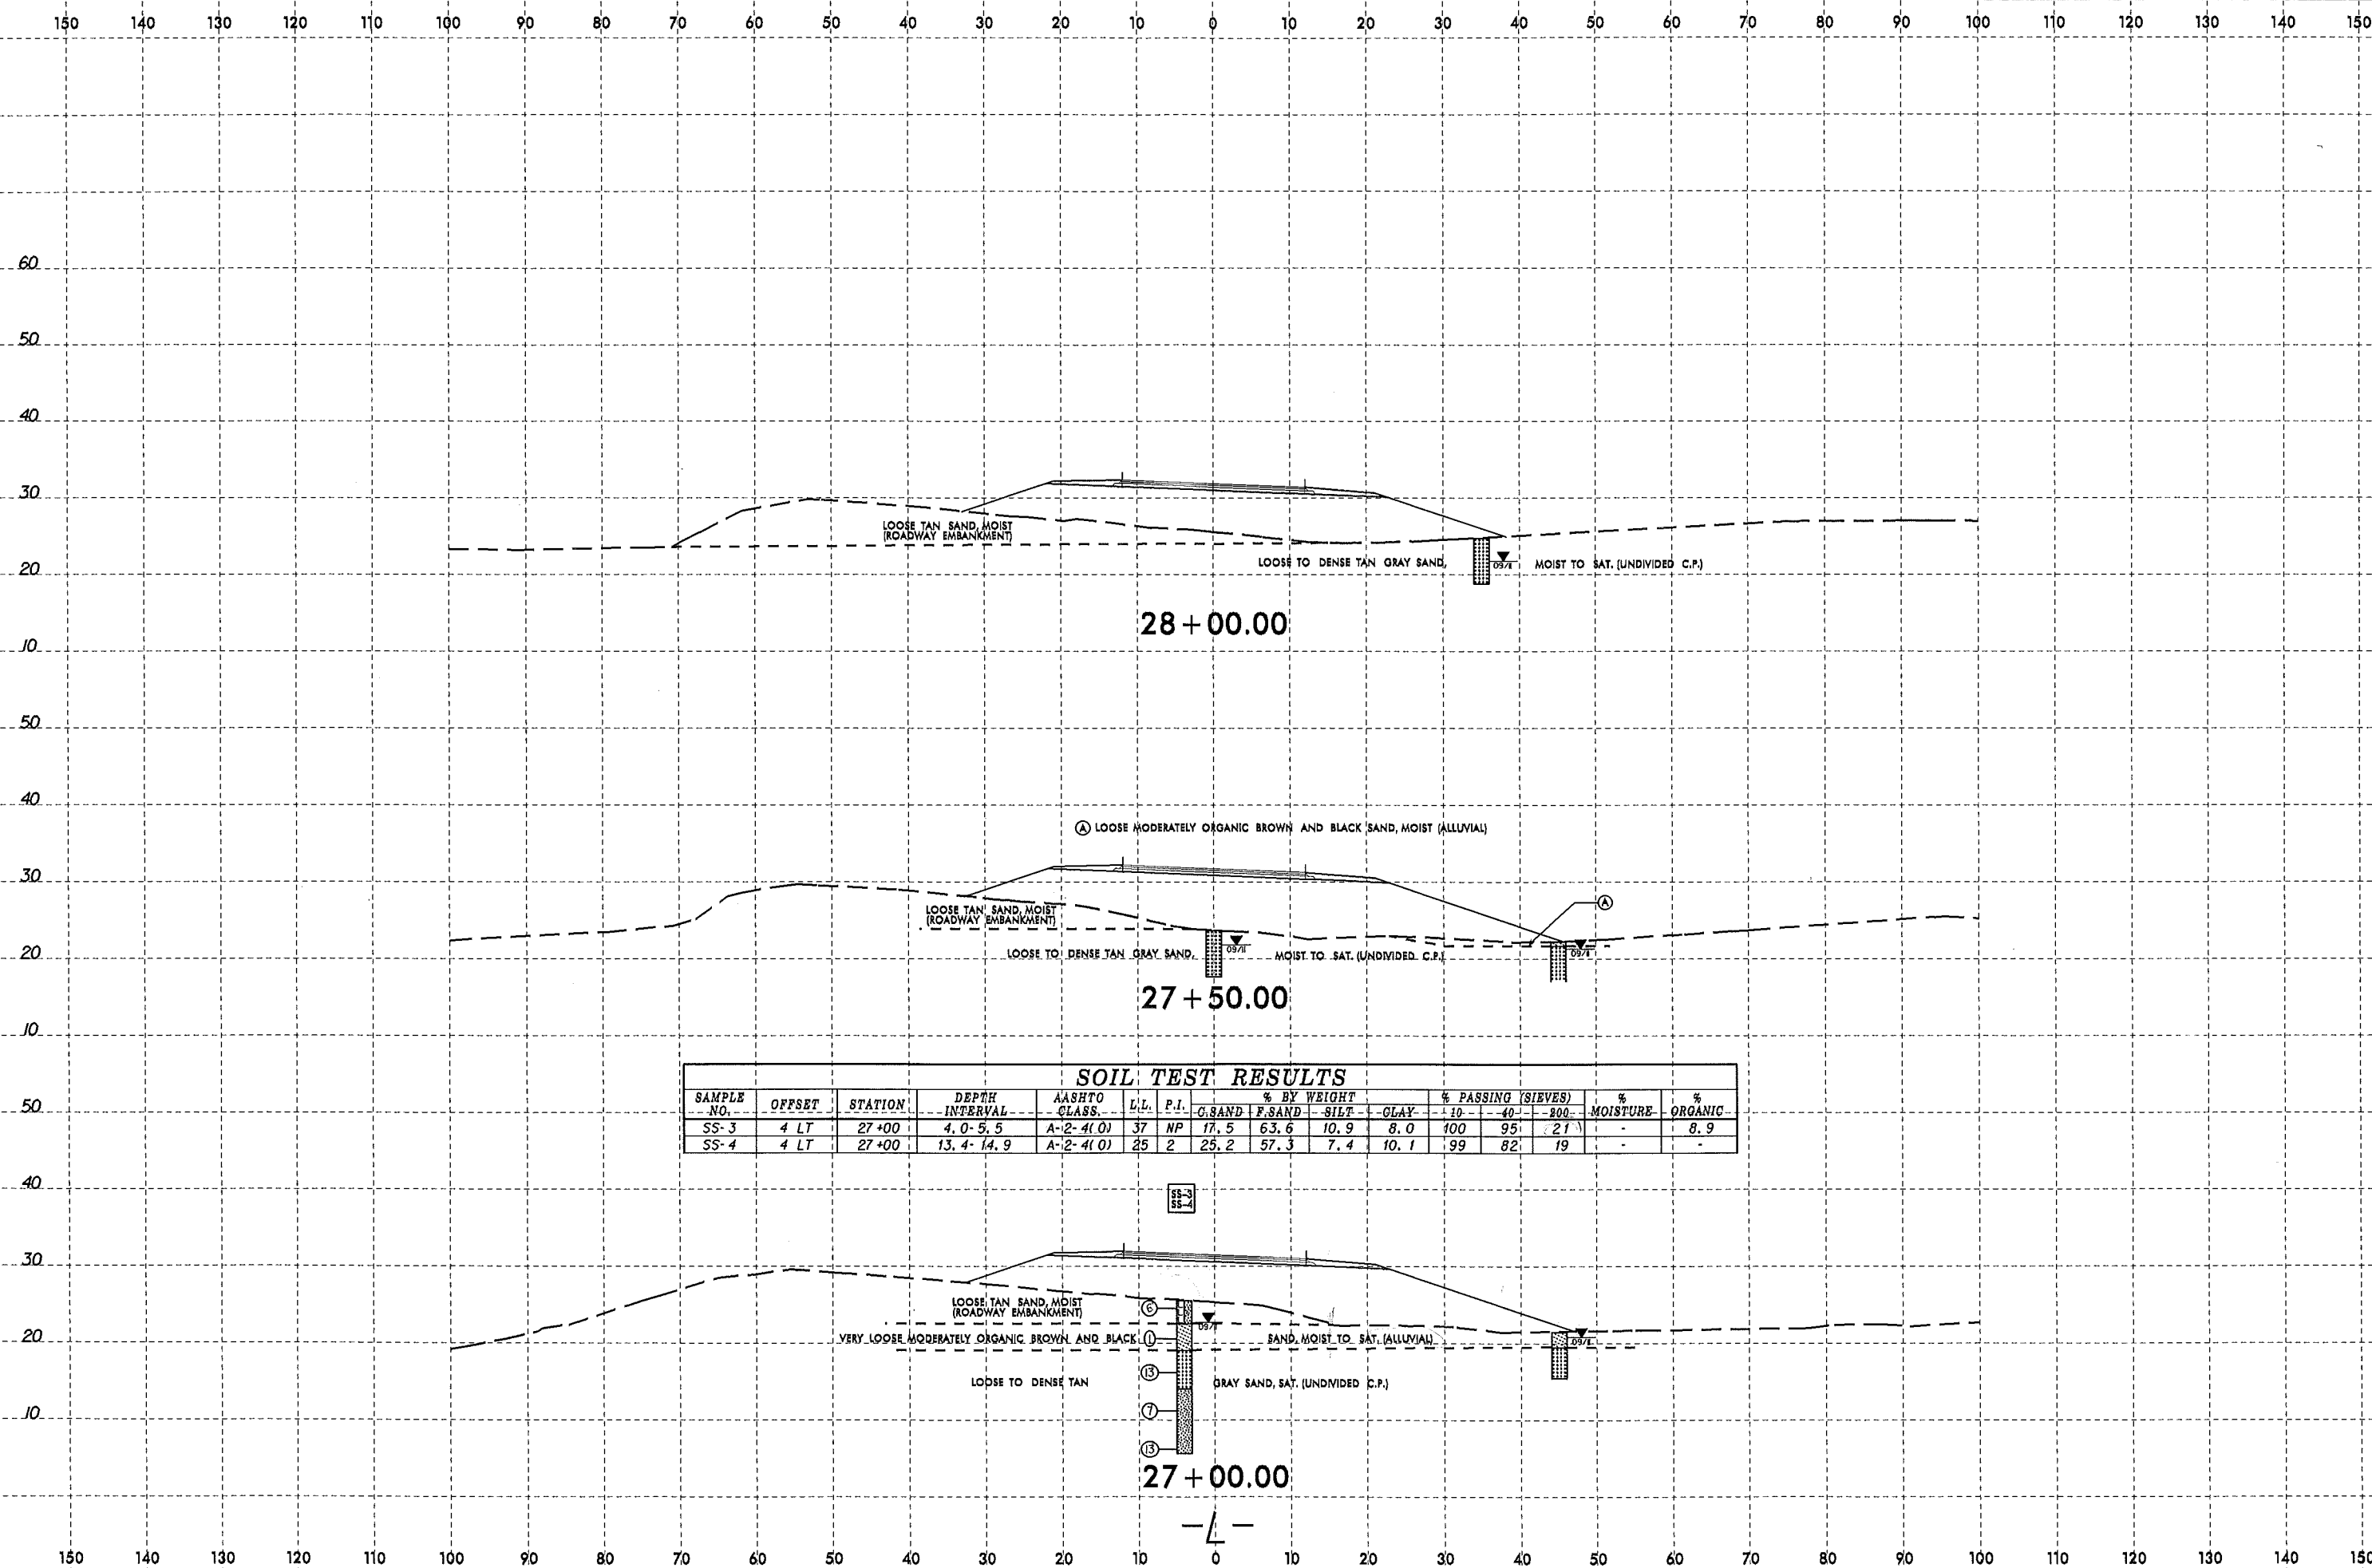 150 140 130 120 110 100 90 80 70 60 50 40 30 20 10 0 10 20 30 40 50 60 70 80 90 100 110 120 130 140 150
60
50
40
30
LOOSE TAN SAND, MOIST
(ROADWAY EMBANKMENT)
20
LOOSE TO DENSE TAN GRAY SAND, 09/11 MOIST TO SAT. (UNDIVIDED C.P.)
28+00.00
10
50
40
Ⓐ LOOSE MODERATELY ORGANIC BROWN AND BLACK SAND, MOIST (ALLUVIAL)
30
Ⓐ
LOOSE TAN SAND, MOIST
(ROADWAY EMBANKMENT)
20
LOOSE TO DENSE TAN GRAY SAND, 09/11 MOIST TO SAT. (UNDIVIDED C.P.) 09/11
27+50.00
10
SOIL TEST RESULTS
SAMPLE NO. OFFSET STATION DEPTH INTERVAL AASHTO CLASS. L.L. P.I. % BY WEIGHT C.SAND F.SAND SILT CLAY % PASSING (SIEVES) 10 40 200 % MOISTURE % ORGANIC
SS-3 4 LT 27+00 4.0-5.5 A-2-4(0) 37 NP 17.5 63.6 10.9 8.0 100 95 21 - 8.9
SS-4 4 LT 27+00 13.4-14.9 A-2-4(0) 25 2 25.2 57.3 7.4 10.1 99 82 19 - -
50
40
SS-3
SS-4
30
LOOSE TAN SAND, MOIST
(ROADWAY EMBANKMENT)
6
09/11
20
VERY LOOSE MODERATELY ORGANIC BROWN AND BLACK 1 SAND, MOIST TO SAT. (ALLUVIAL) 09/11
13
LOOSE TO DENSE TAN GRAY SAND, SAT. (UNDIVIDED C.P.)
10
7
13
27+00.00
-L-
150 140 130 120 110 100 90 80 70 60 50 40 30 20 10 0 10 20 30 40 50 60 70 80 90 100 110 120 130 140 150